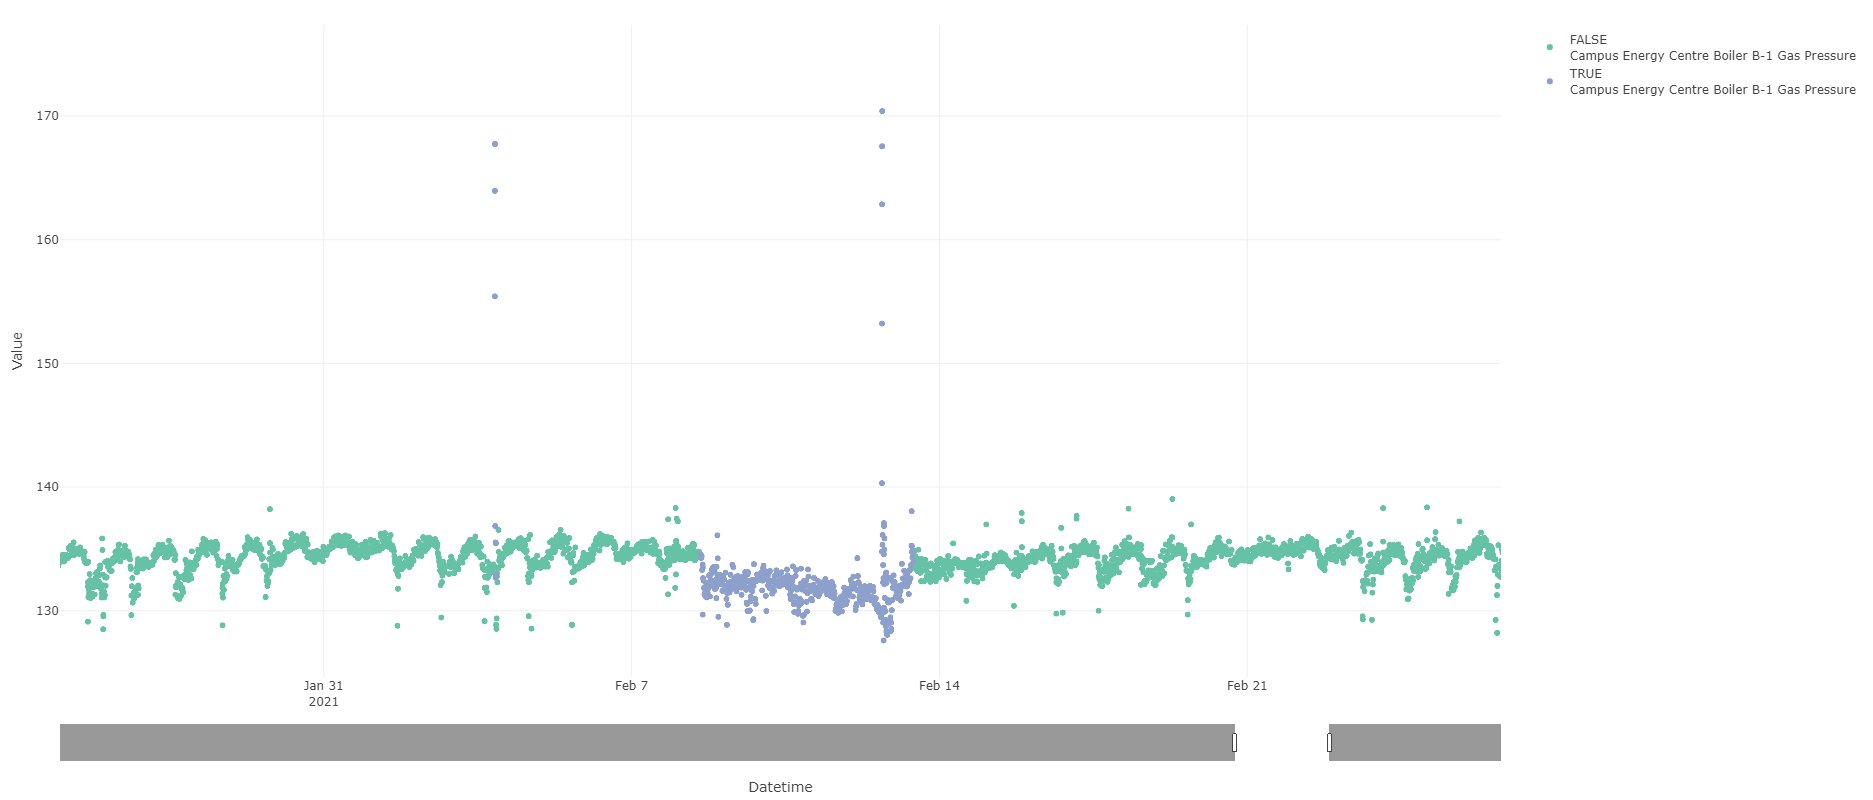 FALSE
Campus Energy Centre Boiler B-1 Gas Pressure
TRUE
Campus Energy Centre Boiler B-1 Gas Pressure
170
160
150
140
130
Value
Jan 31
2021
Feb 7
Feb 14
Feb 21
Datetime